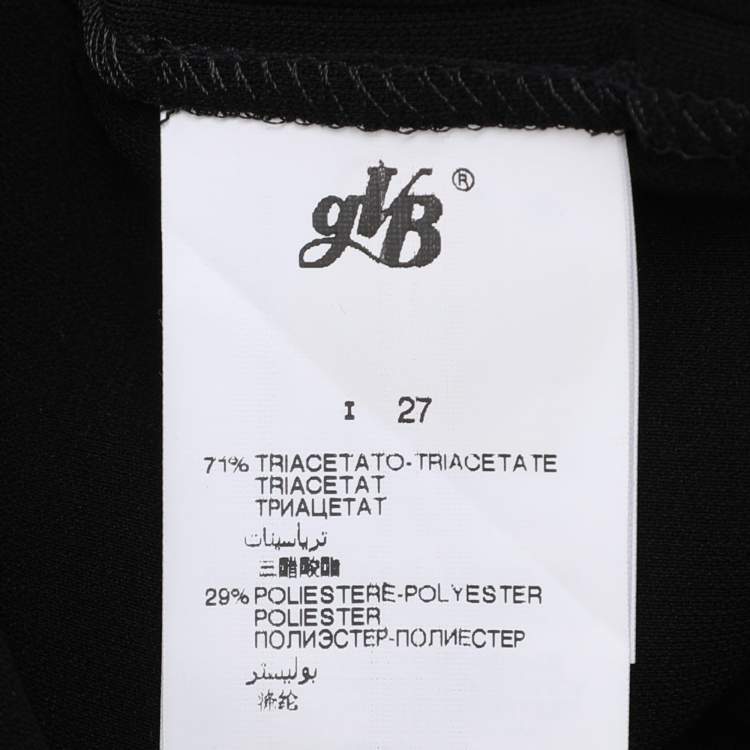 gVB®
I 27
71% TRIACETATO-TRIACETATE
TRIACETAT
ТРИАЦЕТАТ
ترياسيتات
三醋酸酯
29% POLIESTERE-POLYESTER
POLIESTER
ПОЛИЭСТЕР-ПОЛИЕСТЕР
بوليستر
涤纶